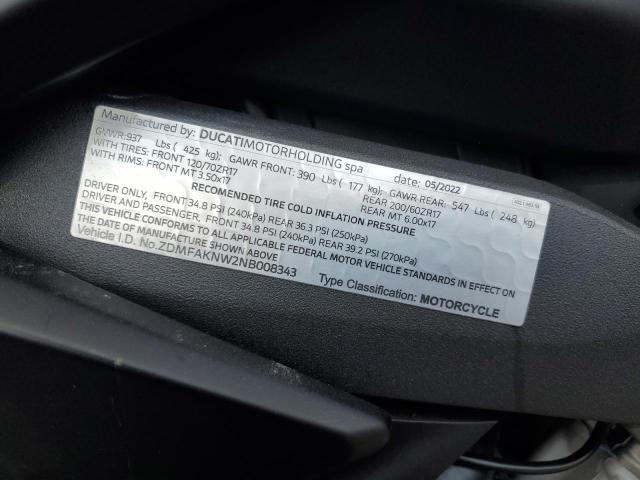 Manufactured by: DUCATIMOTORHOLDING spa date: 05/2022
GVWR:937 Lbs ( 425 kg); GAWR FRONT: 390 Lbs ( 177 kg); GAWR REAR: 547 Lbs ( 248 kg)
WITH TIRES: FRONT 120/70ZR17 REAR 200/60ZR17
WITH RIMS: FRONT MT 3.50x17 REAR MT 6.00x17
RECOMENDED TIRE COLD INFLATION PRESSURE
DRIVER ONLY, FRONT 34.8 PSI (240kPa) REAR 36.3 PSI (250kPa)
DRIVER AND PASSENGER, FRONT 34.8 PSI (240kPa) REAR 39.2 PSI (270kPa)
THE VEHICLE CONFORMS TO ALL APPLICABLE FEDERAL MOTOR VEHICLE STANDARDS IN EFFECT ON
THE DATE OF MANUFACTURE SHOWN ABOVE
Vehicle I.D. No.ZDMFAKNW2NB008343
Type Classification: MOTORCYCLE